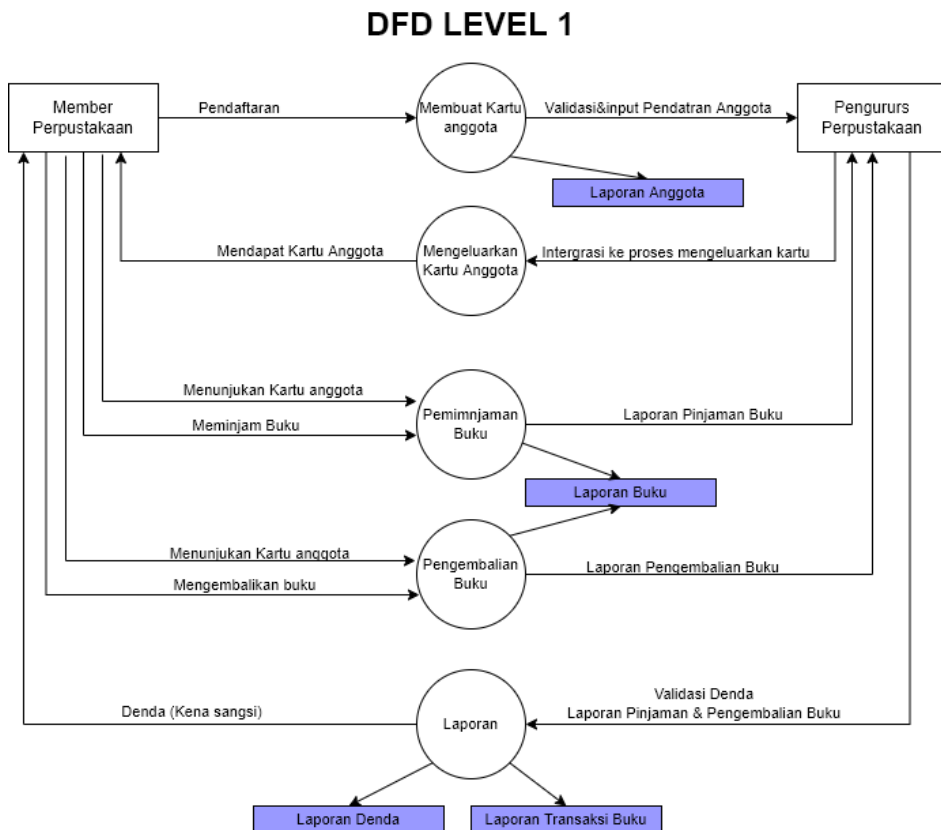 DFD LEVEL 1
Member
Perpustakaan
Pendaftaran
Membuat Kartu
anggota
Validasi&input Pendatran Anggota
Pengururs
Perpustakaan
Laporan Anggota
Mendapat Kartu Anggota
Mengeluarkan
Kartu Anggota
Intergrasi ke proses mengeluarkan kartu
Menunjukan Kartu anggota
Meminjam Buku
Pemimnjaman
Buku
Laporan Pinjaman Buku
Laporan Buku
Menunjukan Kartu anggota
Mengembalikan buku
Pengembalian
Buku
Laporan Pengembalian Buku
Denda (Kena sangsi)
Laporan
Validasi Denda
Laporan Pinjaman & Pengembalian Buku
Laporan Denda
Laporan Transaksi Buku